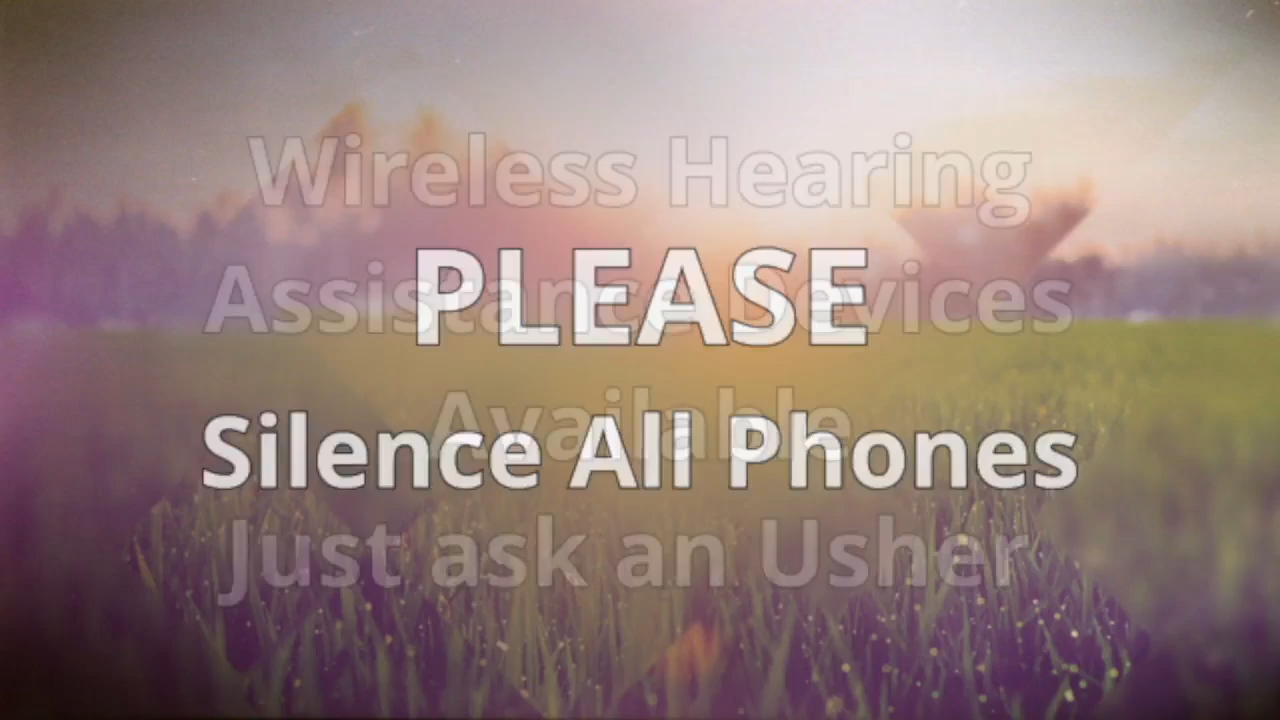 Wireless Hearing
PLEASE
Assistance Devices
Available
Silence All Phones
Just ask an Usher